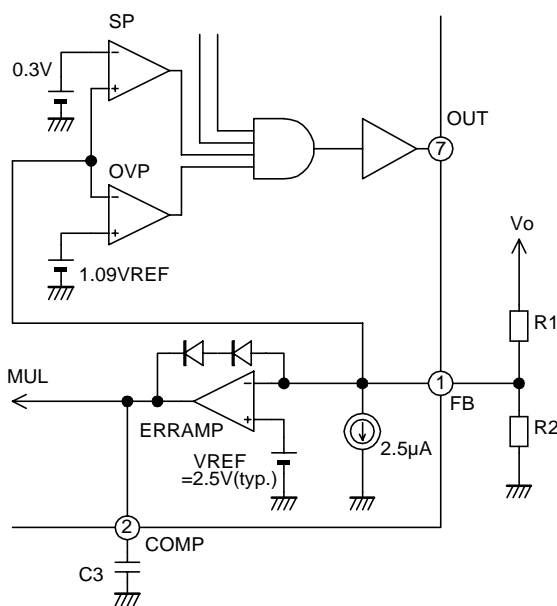 SP
-
+
0.3V
OUT
7
OVP
-
+
1.09VREF
Vo
R1
MUL
-
+
1
FB
ERRAMP
2.5µA
R2
VREF
=2.5V(typ.)
2
COMP
C3